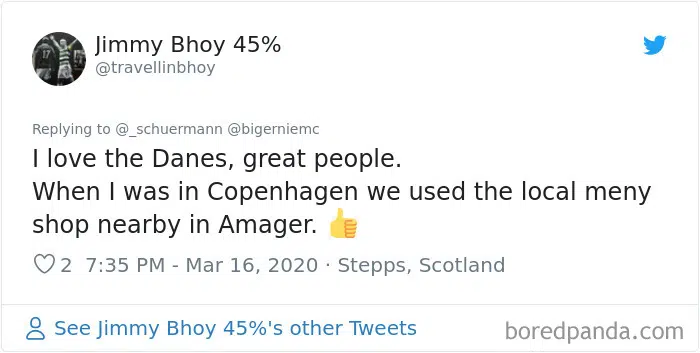 Jimmy Bhoy 45%
@travellinbhoy
Replying to @_schuermann @bigerniemc
I love the Danes, great people.
When I was in Copenhagen we used the local meny
shop nearby in Amager. 👍
2 7:35 PM - Mar 16, 2020 · Stepps, Scotland
See Jimmy Bhoy 45%'s other Tweets
boredpanda.com